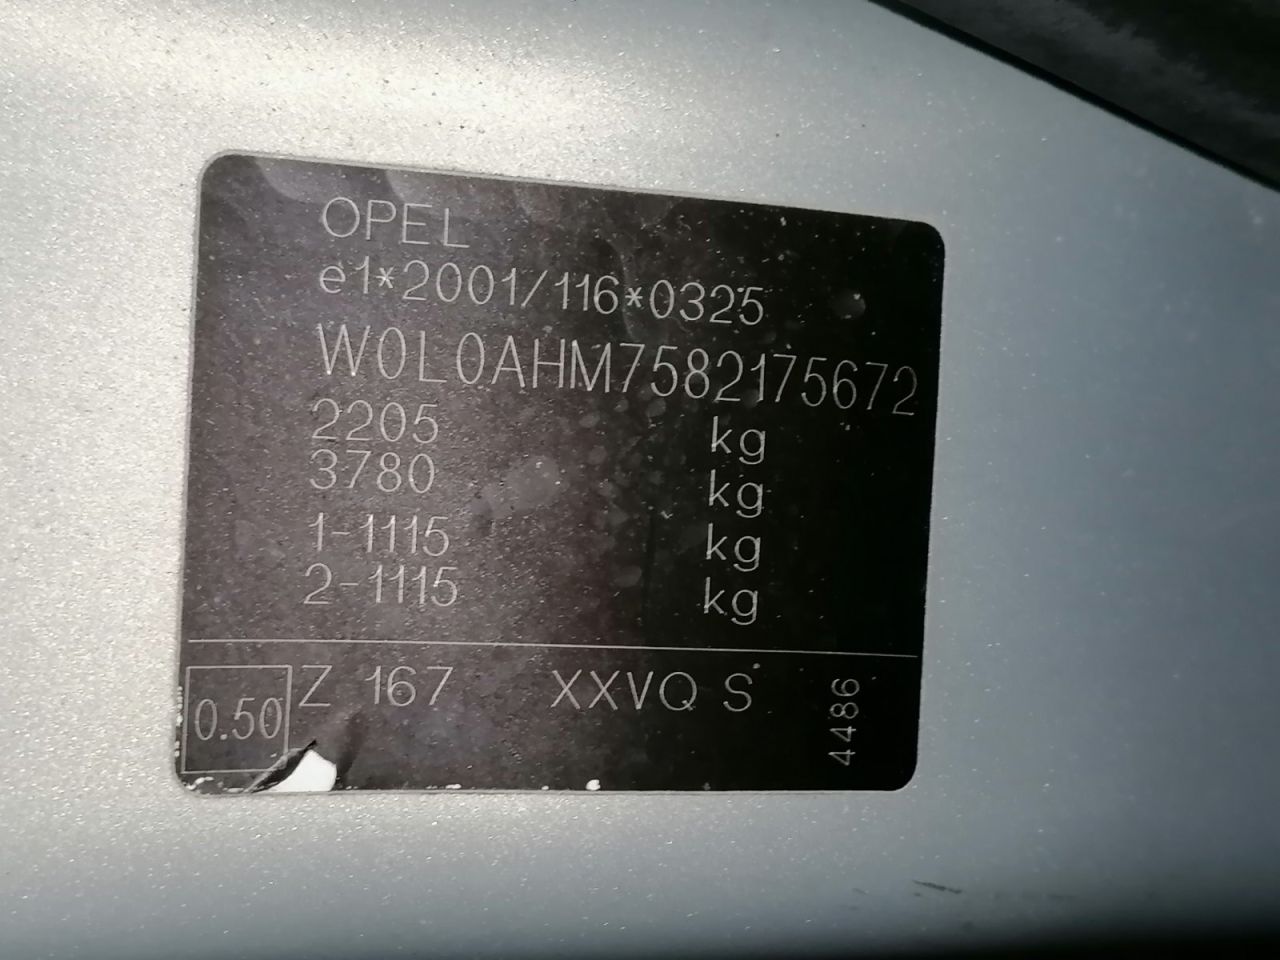 OPEL
e1*2001/116*0325
W0L0AHM7582175672
2205 kg
3780 kg
1-1115 kg
2-1115 kg
0.50 Z 167 XXVQ S 4486